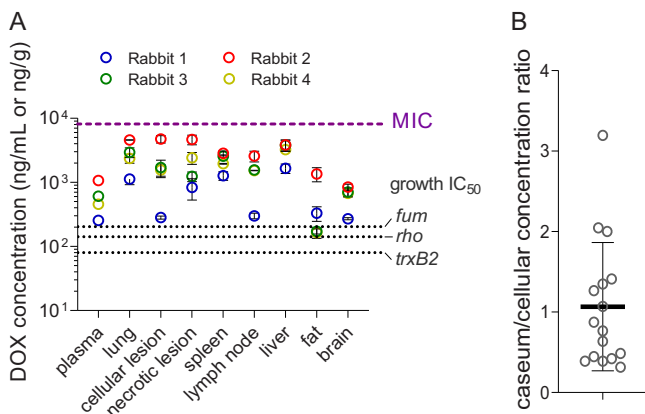 A
Rabbit 1
Rabbit 2
Rabbit 3
Rabbit 4
DOX concentration (ng/mL or ng/g)
10⁴
10³
10²
10¹
MIC
growth IC₅₀
fum
rho
trxB2
plasma
lung
cellular lesion
necrotic lesion
spleen
lymph node
liver
fat
brain
B
caseum/cellular concentration ratio
4
3
2
1
0